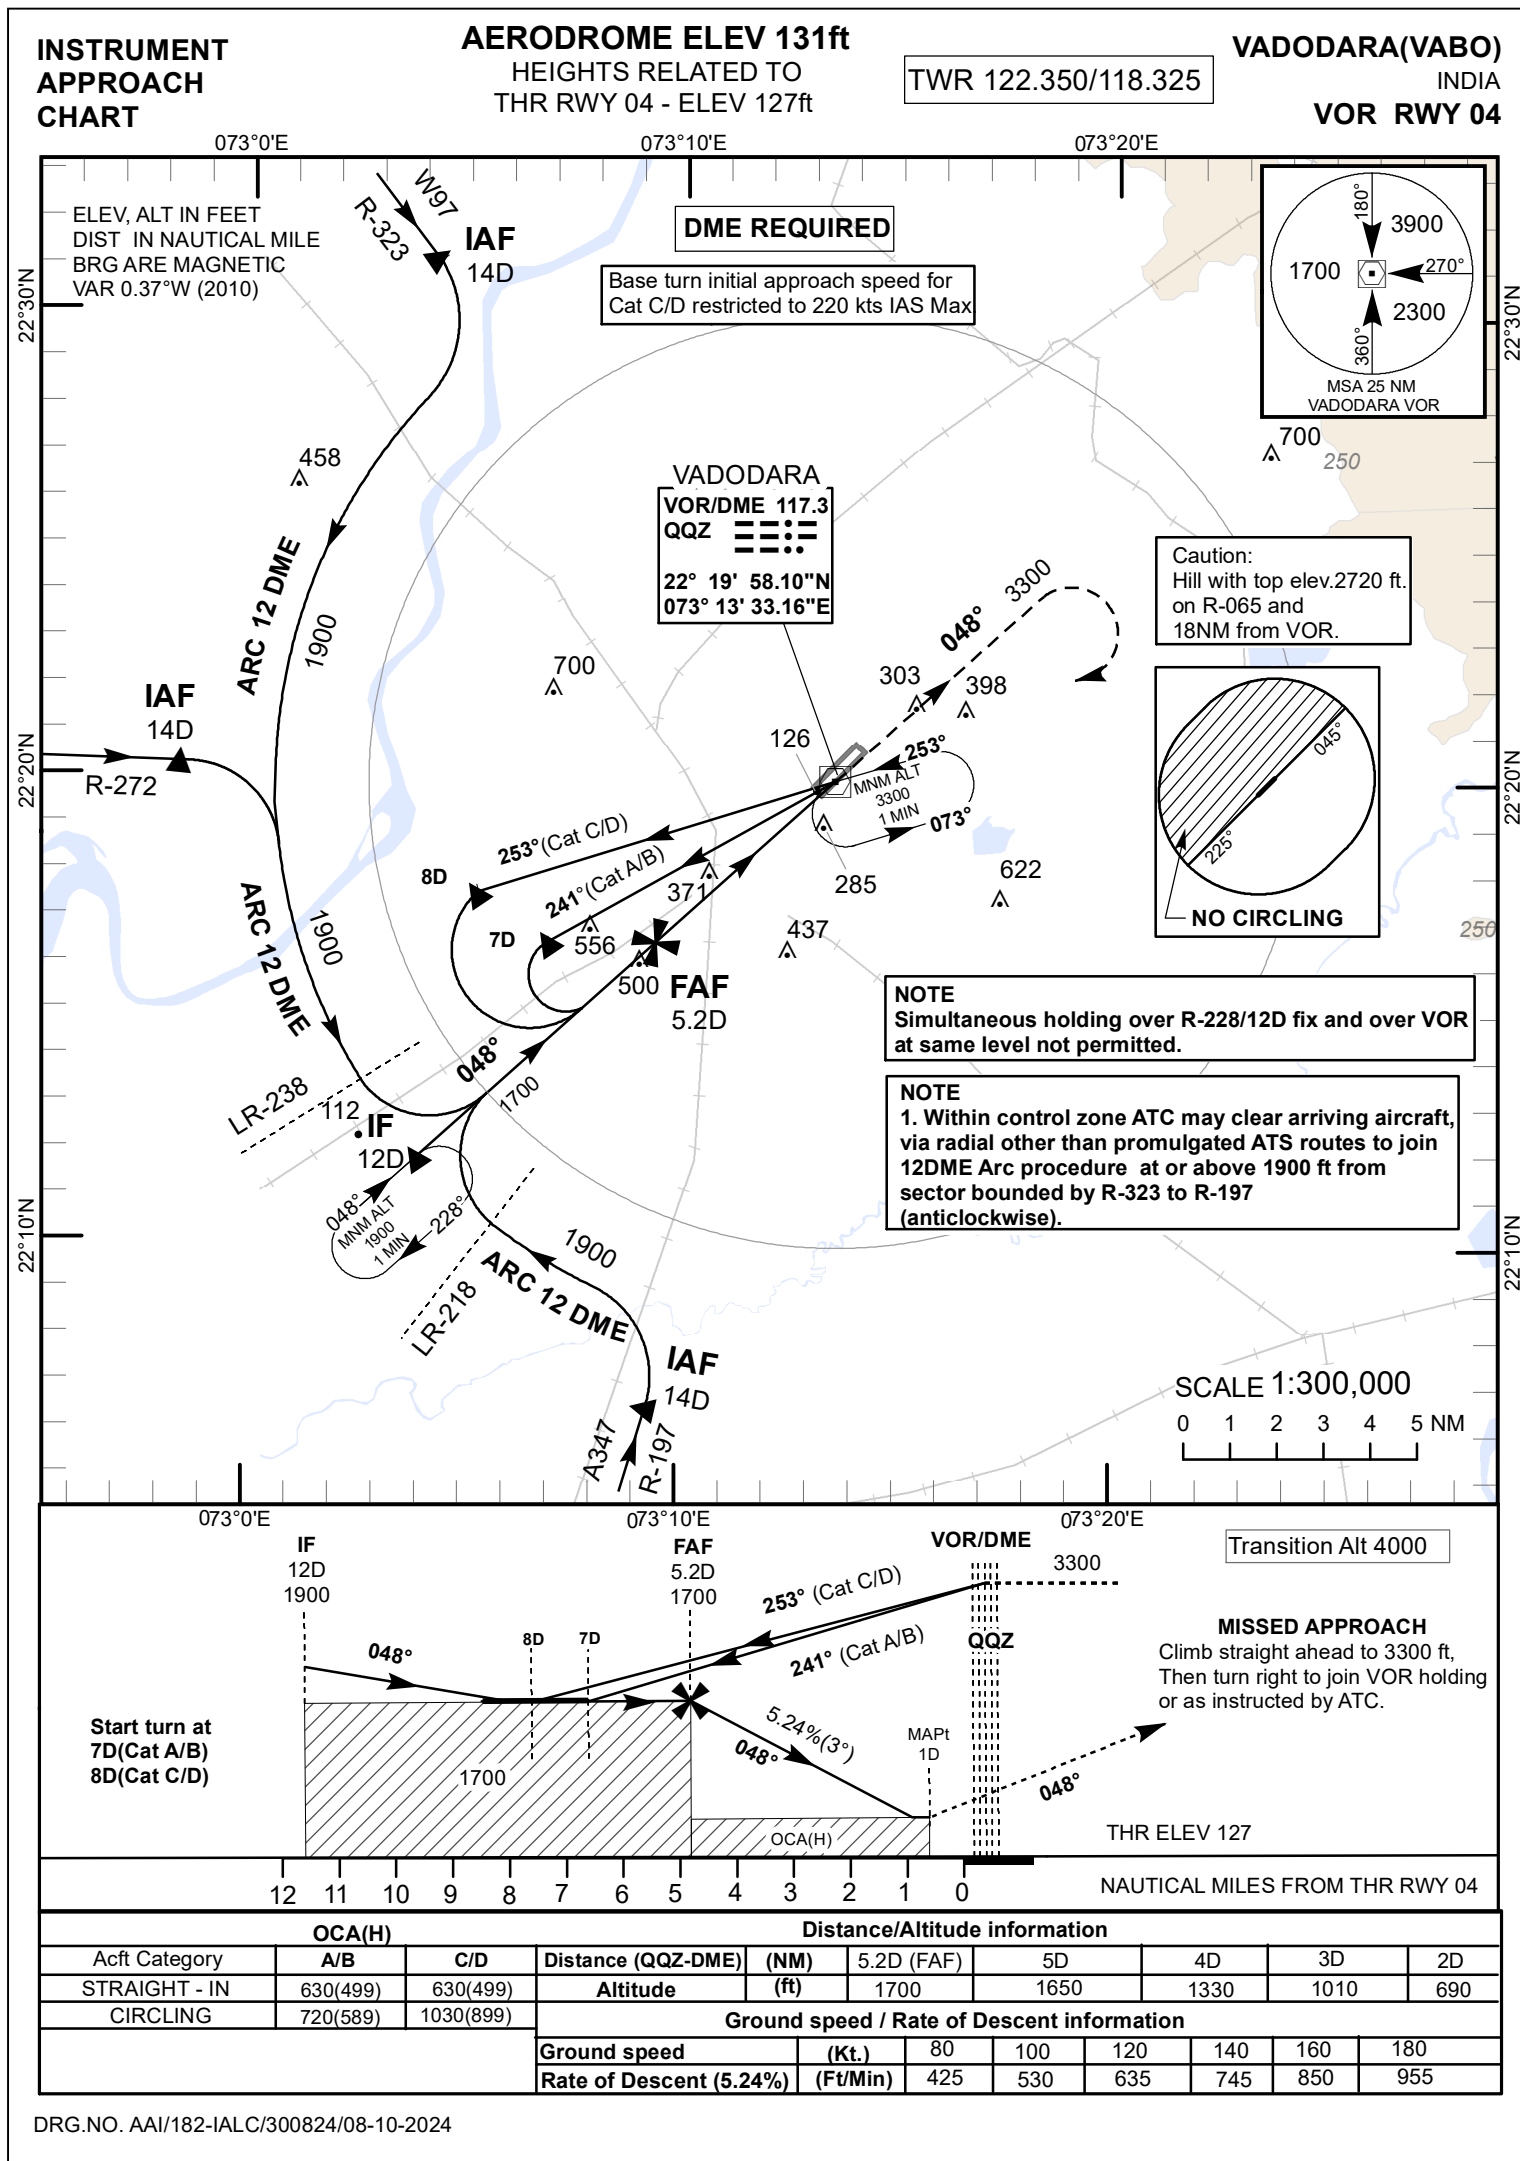 INSTRUMENT
APPROACH
CHART
AERODROME ELEV 131ft
HEIGHTS RELATED TO
THR RWY 04 - ELEV 127ft
TWR 122.350/118.325
VADODARA(VABO)
INDIA
VOR RWY 04
073°0'E
073°10'E
073°20'E
ELEV, ALT IN FEET
DIST IN NAUTICAL MILE
BRG ARE MAGNETIC
VAR 0.37°W (2010)
W97
R-323
IAF
14D
DME REQUIRED
Base turn initial approach speed for
Cat C/D restricted to 220 kts IAS Max.
180°
3900
1700
270°
2300
360°
MSA 25 NM
VADODARA VOR
22°30'N
22°30'N
458
700
250
VADODARA
VOR/DME 117.3
QQZ
22° 19' 58.10"N
073° 13' 33.16"E
Caution:
Hill with top elev.2720 ft.
on R-065 and
18NM from VOR.
ARC 12 DME
1900
048°
3300
700
303
398
IAF
14D
R-272
126
253°
MNM ALT
3300
1 MIN
073°
045°
225°
NO CIRCLING
22°20'N
22°20'N
253°(Cat C/D)
241°(Cat A/B)
8D
7D
371
285
622
556
437
500
FAF
5.2D
250
ARC 12 DME
1900
NOTE
Simultaneous holding over R-228/12D fix and over VOR
at same level not permitted.
NOTE
1. Within control zone ATC may clear arriving aircraft,
via radial other than promulgated ATS routes to join
12DME Arc procedure at or above 1900 ft from
sector bounded by R-323 to R-197
(anticlockwise).
048°
1700
LR-238
112
IF
12D
048°
MNM ALT
1900
1 MIN
228°
LR-218
1900
ARC 12 DME
22°10'N
22°10'N
IAF
14D
A347
R-197
SCALE 1:300,000
0 1 2 3 4 5 NM
073°0'E
073°10'E
073°20'E
IF
12D
1900
FAF
5.2D
1700
VOR/DME
3300
Transition Alt 4000
253° (Cat C/D)
241° (Cat A/B)
QQZ
048°
8D
7D
MISSED APPROACH
Climb straight ahead to 3300 ft,
Then turn right to join VOR holding
or as instructed by ATC.
Start turn at
7D(Cat A/B)
8D(Cat C/D)
1700
5.24%(3°)
048°
MAPt
1D
048°
OCA(H)
THR ELEV 127
12 11 10 9 8 7 6 5 4 3 2 1 0
NAUTICAL MILES FROM THR RWY 04
OCA(H)
Distance/Altitude information
Acft Category A/B C/D Distance (QQZ-DME) (NM) 5.2D (FAF) 5D 4D 3D 2D
STRAIGHT - IN 630(499) 630(499) Altitude (ft) 1700 1650 1330 1010 690
CIRCLING 720(589) 1030(899) Ground speed / Rate of Descent information
Ground speed (Kt.) 80 100 120 140 160 180
Rate of Descent (5.24%) (Ft/Min) 425 530 635 745 850 955
DRG.NO. AAI/182-IALC/300824/08-10-2024